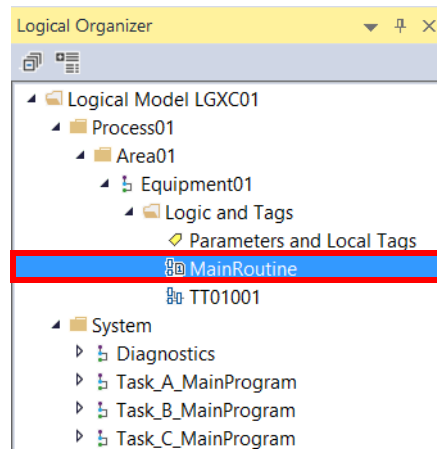 Logical Organizer
Logical Model LGXC01
Process01
Area01
Equipment01
Logic and Tags
Parameters and Local Tags
MainRoutine
TT01001
System
Diagnostics
Task_A_MainProgram
Task_B_MainProgram
Task_C_MainProgram